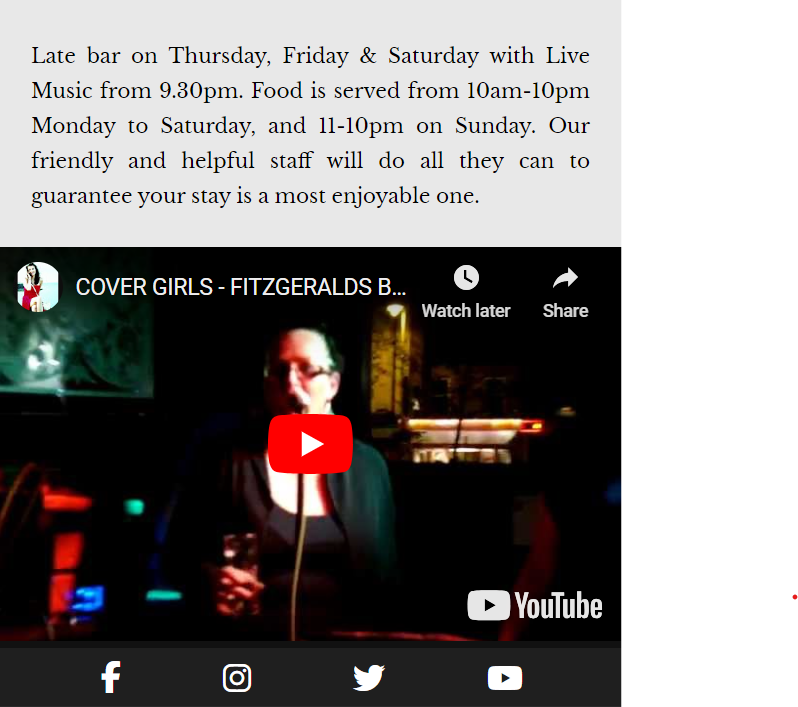 Late bar on Thursday, Friday & Saturday with Live
Music from 9.30pm. Food is served from 10am-10pm
Monday to Saturday, and 11-10pm on Sunday. Our
friendly and helpful staff will do all they can to
guarantee your stay is a most enjoyable one.
COVER GIRLS - FITZGERALDS B...
Watch later
Share
YouTube